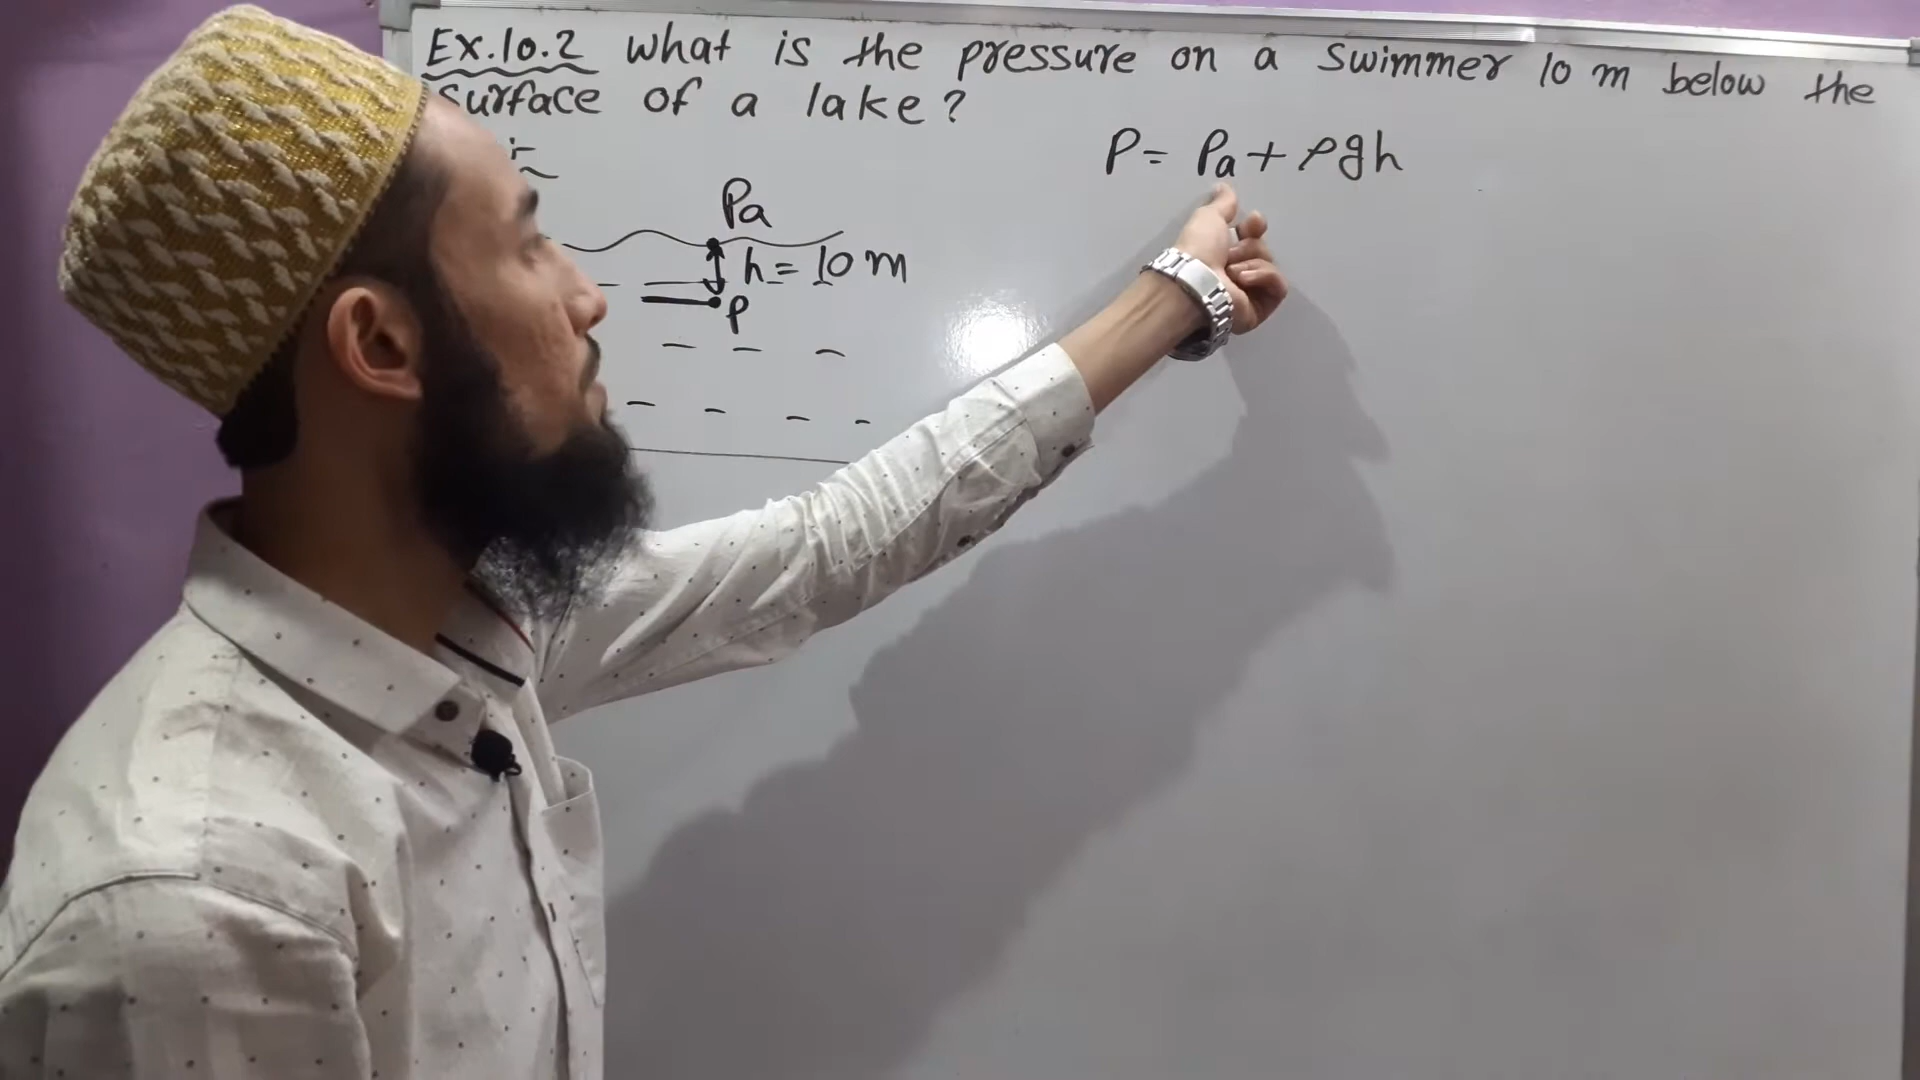 Ex.10.2 What is the pressure on a swimmer 10 m below the
surface of a lake?
P = Pa + ρgh
Pa
h = 10 m
P